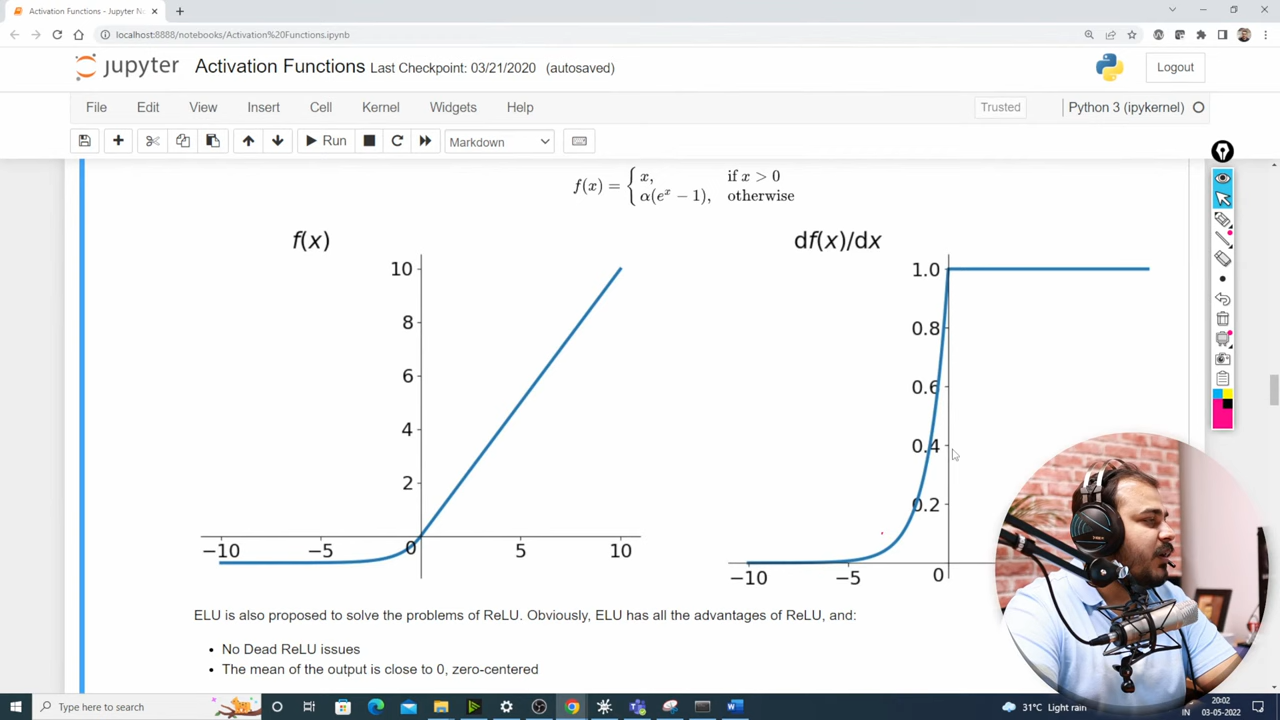 Activation Functions - Jupyter No
localhost:8888/notebooks/Activation%20Functions.ipynb
jupyter Activation Functions Last Checkpoint: 03/21/2020 (autosaved)
Logout
File Edit View Insert Cell Kernel Widgets Help
Trusted Python 3 (ipykernel)
Run Markdown
f(x) = { x, if x > 0
α(eˣ − 1), otherwise
f(x)
10
8
6
4
2
0
−10 −5 5 10
df(x)/dx
1.0
0.8
0.6
0.4
0.2
−10 −5 0
ELU is also proposed to solve the problems of ReLU. Obviously, ELU has all the advantages of ReLU, and:
• No Dead ReLU issues
• The mean of the output is close to 0, zero-centered
Type here to search
31°C Light rain
IN
20:02
03-05-2022